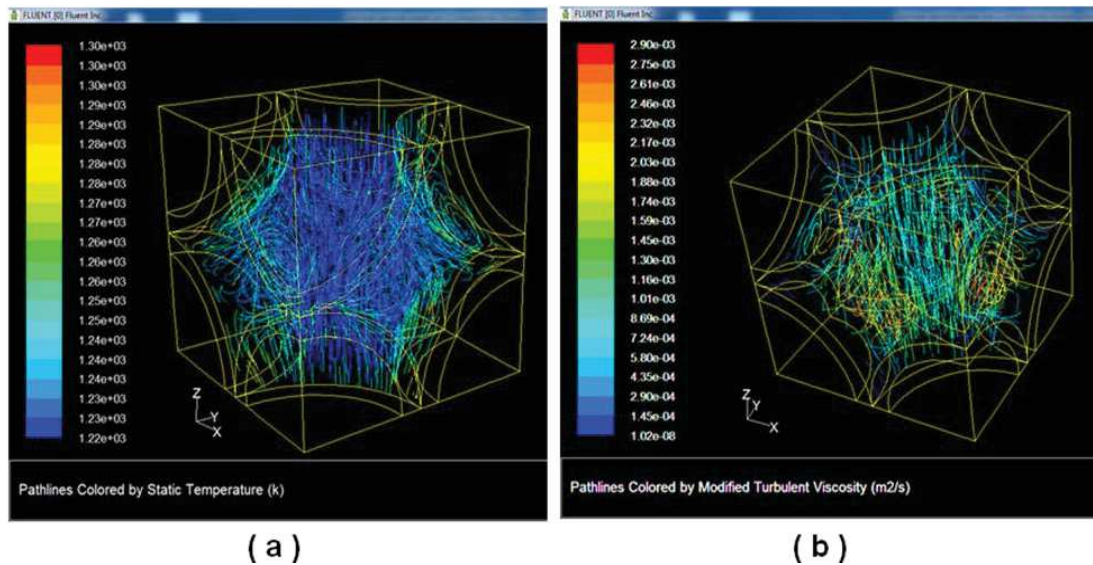 FLUENT [0] Fluent Inc
1.30e+03
1.30e+03
1.30e+03
1.29e+03
1.29e+03
1.28e+03
1.28e+03
1.28e+03
1.27e+03
1.27e+03
1.26e+03
1.26e+03
1.26e+03
1.25e+03
1.25e+03
1.24e+03
1.24e+03
1.24e+03
1.23e+03
1.23e+03
1.22e+03
Z
Y
X
Pathlines Colored by Static Temperature (k)
( a )
FLUENT [0] Fluent Inc
2.90e-03
2.75e-03
2.61e-03
2.46e-03
2.32e-03
2.17e-03
2.03e-03
1.88e-03
1.74e-03
1.59e-03
1.45e-03
1.30e-03
1.16e-03
1.01e-03
8.69e-04
7.24e-04
5.80e-04
4.35e-04
2.90e-04
1.45e-04
1.02e-08
Z
Y
X
Pathlines Colored by Modified Turbulent Viscosity (m2/s)
( b )